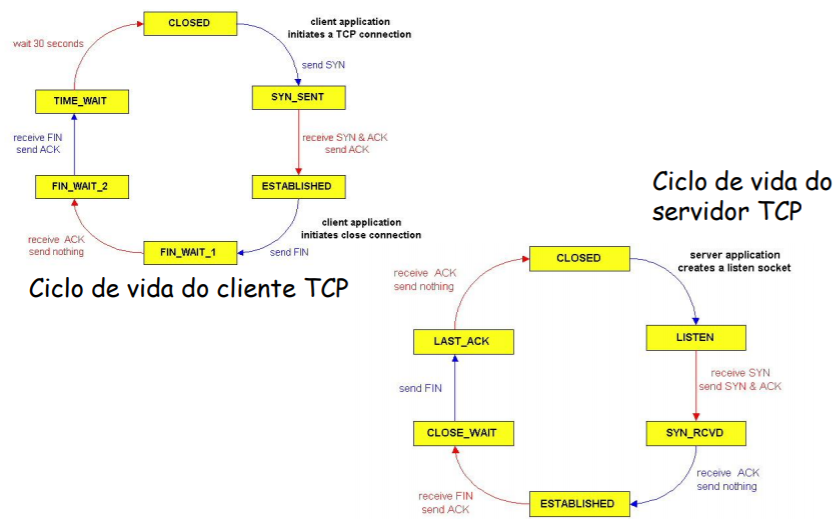 CLOSED
client application
initiates a TCP connection
wait 30 seconds
send SYN
TIME_WAIT
SYN_SENT
receive FIN
send ACK
receive SYN & ACK
send ACK
FIN_WAIT_2
ESTABLISHED
client application
initiates close connection
receive ACK
send nothing
FIN_WAIT_1
send FIN
Ciclo de vida do cliente TCP
Ciclo de vida do
servidor TCP
CLOSED
server application
creates a listen socket
receive ACK
send nothing
LAST_ACK
LISTEN
receive SYN
send SYN & ACK
send FIN
CLOSE_WAIT
SYN_RCVD
receive ACK
send nothing
receive FIN
send ACK
ESTABLISHED